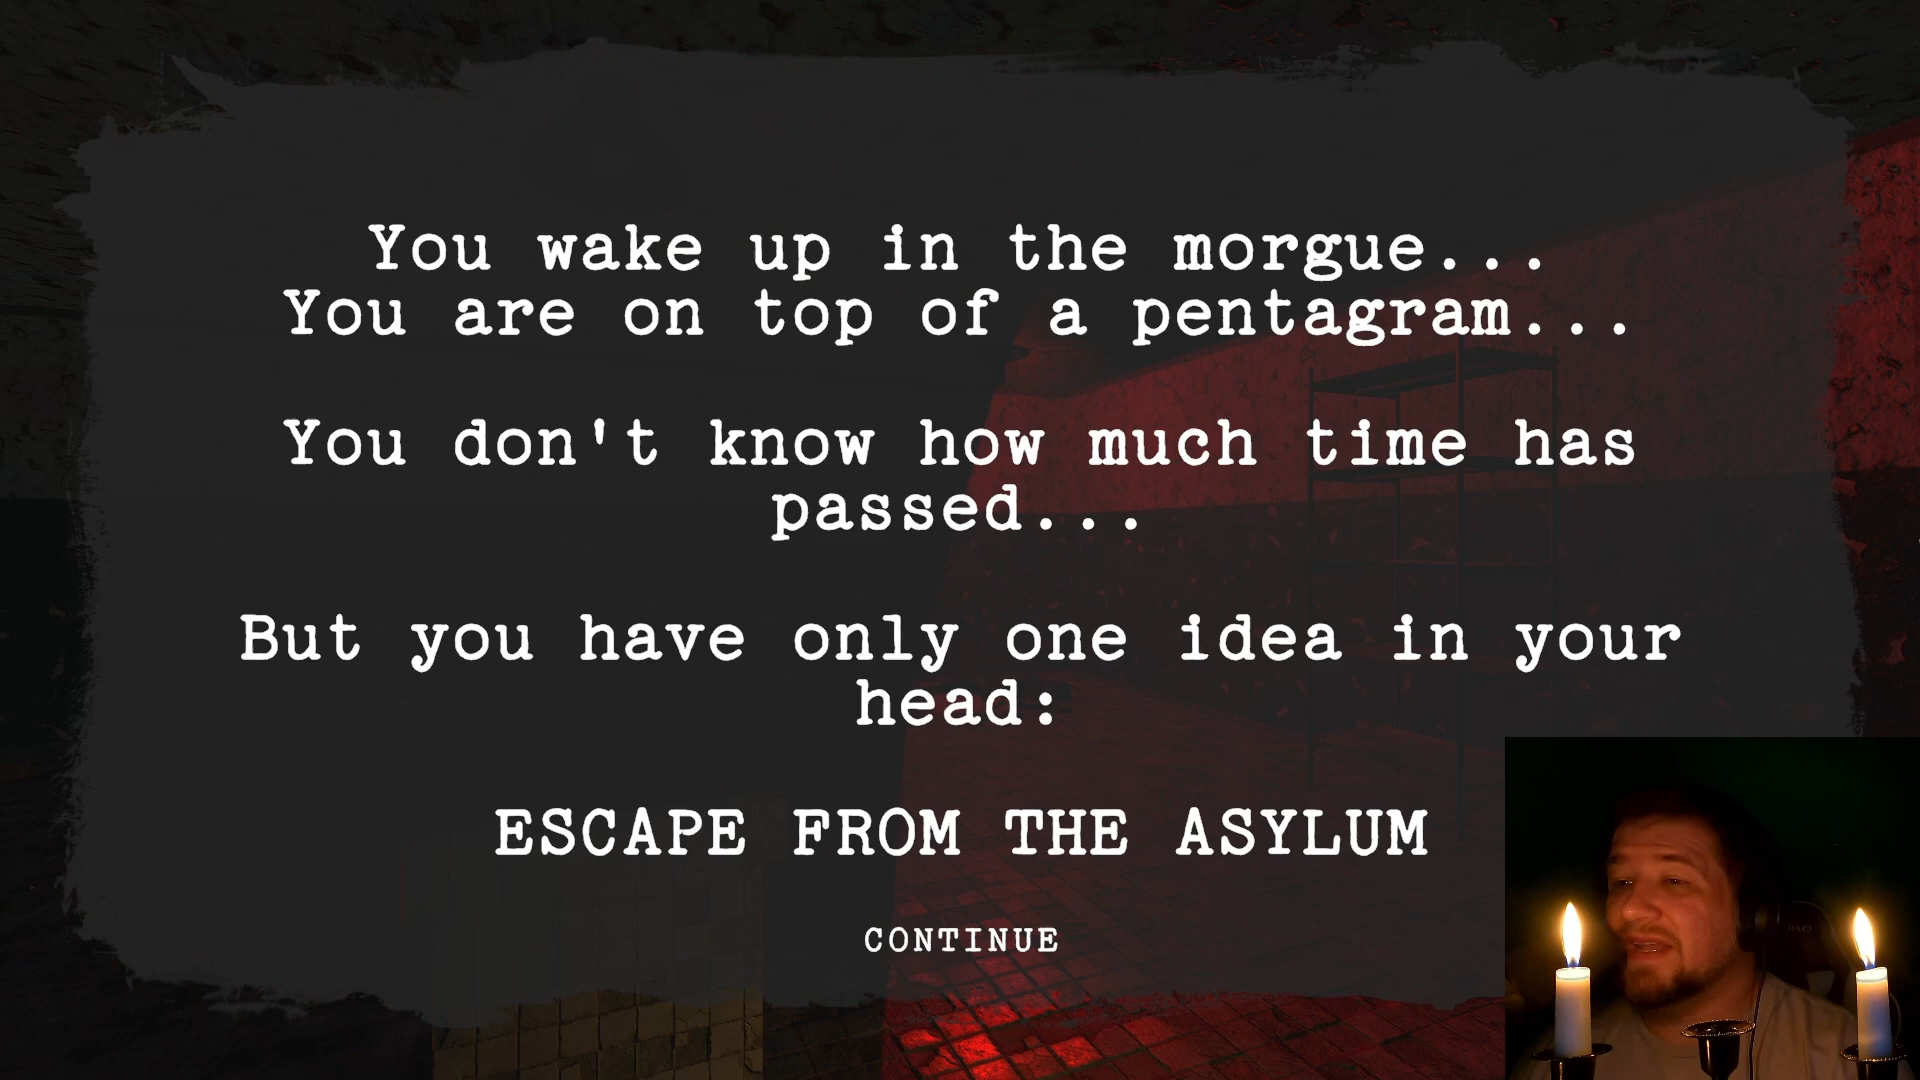 You wake up in the morgue...
You are on top of a pentagram...
You don't know how much time has
passed...
But you have only one idea in your
head:
ESCAPE FROM THE ASYLUM
CONTINUE